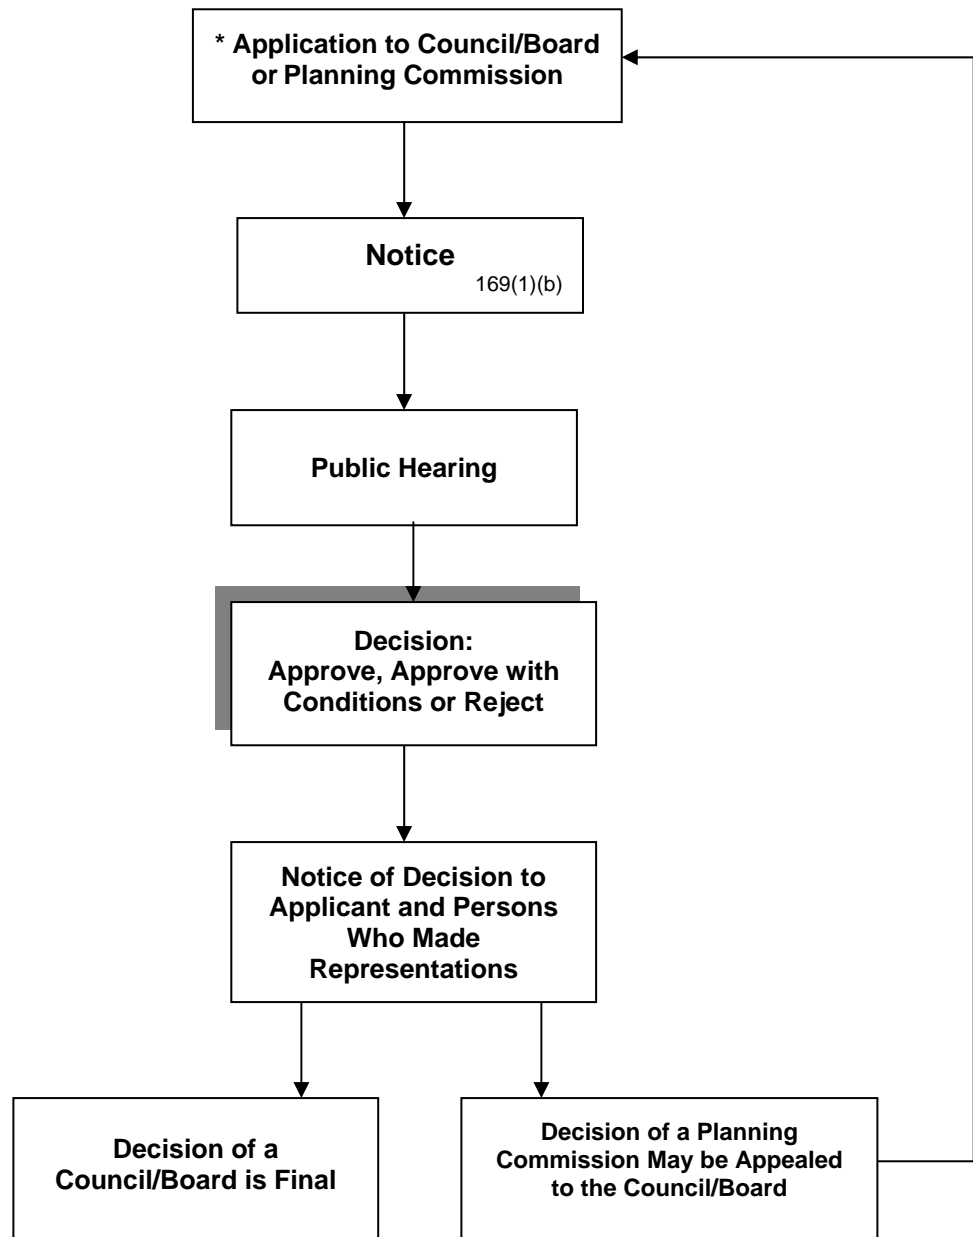 * Application to Council/Board
or Planning Commission
Notice
169(1)(b)
Public Hearing
Decision:
Approve, Approve with
Conditions or Reject
Notice of Decision to
Applicant and Persons
Who Made
Representations
Decision of a
Council/Board is Final
Decision of a Planning
Commission May be Appealed
to the Council/Board